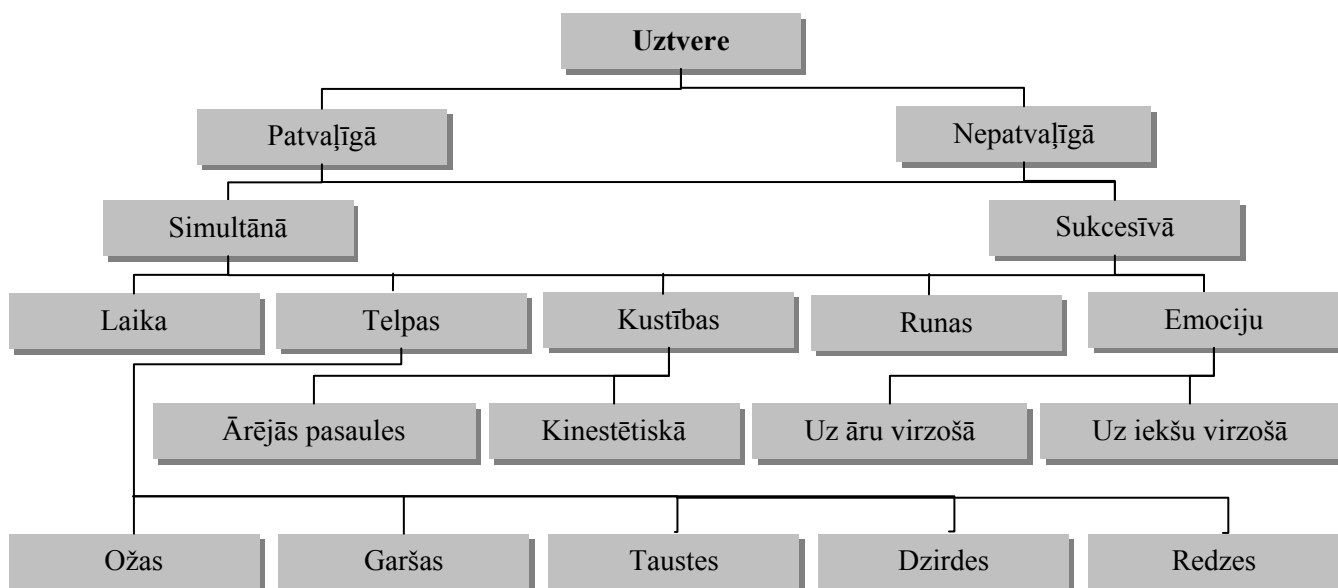 Uztvere
Patvaļīgā
Nepatvaļīgā
Simultānā
Sukcesīvā
Laika
Telpas
Kustības
Runas
Emociju
Ārējās pasaules
Kinestētiskā
Uz āru virzošā
Uz iekšu virzošā
Ožas
Garšas
Taustes
Dzirdes
Redzes